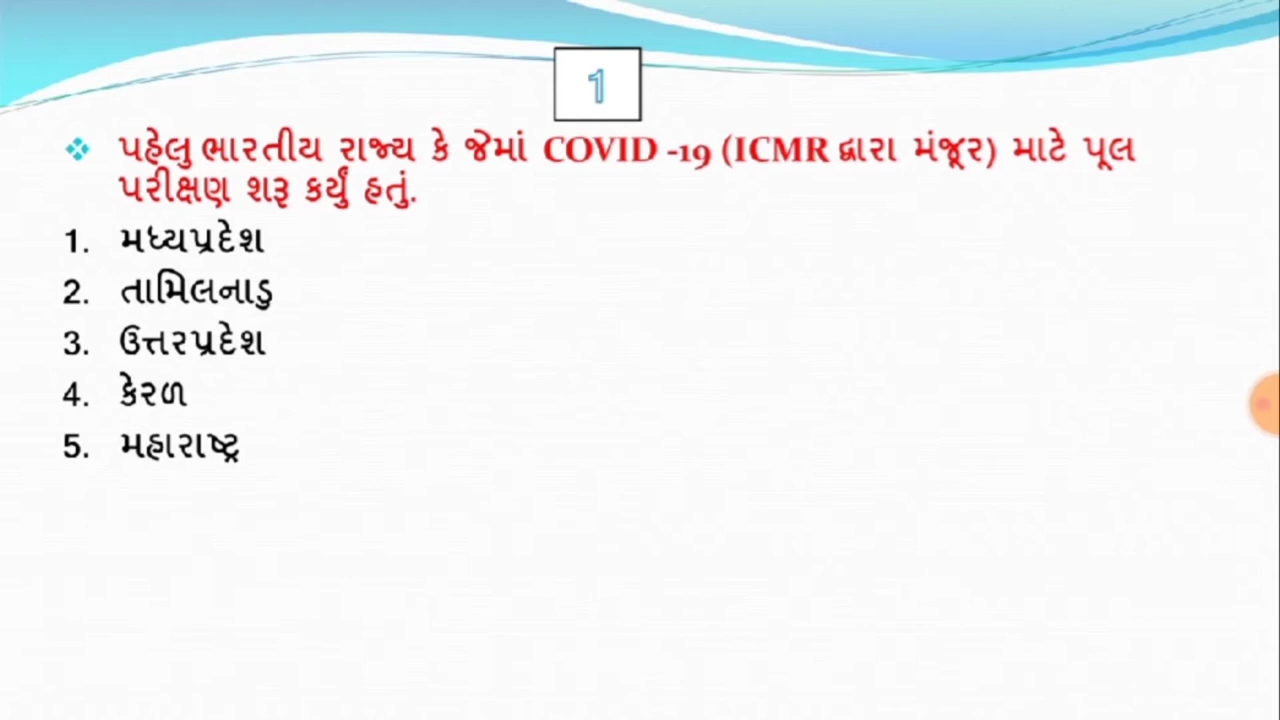 1
❖ પહેલુ ભારતીય રાજ્ય કે જેમાં COVID -19 (ICMR દ્વારા મંજૂર) માટે પૂલ
પરીક્ષણ શરૂ કર્યું હતું.
1. મધ્યપ્રદેશ
2. તામિલનાડુ
3. ઉત્તરપ્રદેશ
4. કેરળ
5. મહારાષ્ટ્ર